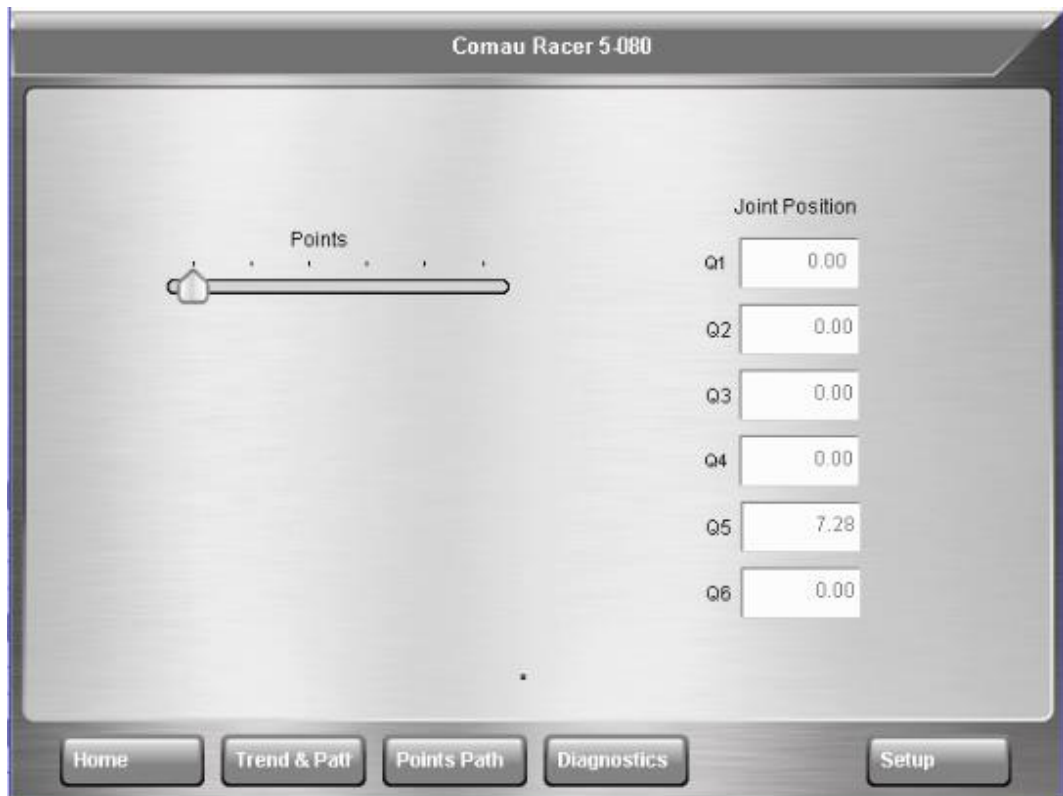 Comau Racer 5-080
Points
Joint Position
Q1 0.00
Q2 0.00
Q3 0.00
Q4 0.00
Q5 7.28
Q6 0.00
Home Trend & Patl Points Path Diagnostics Setup